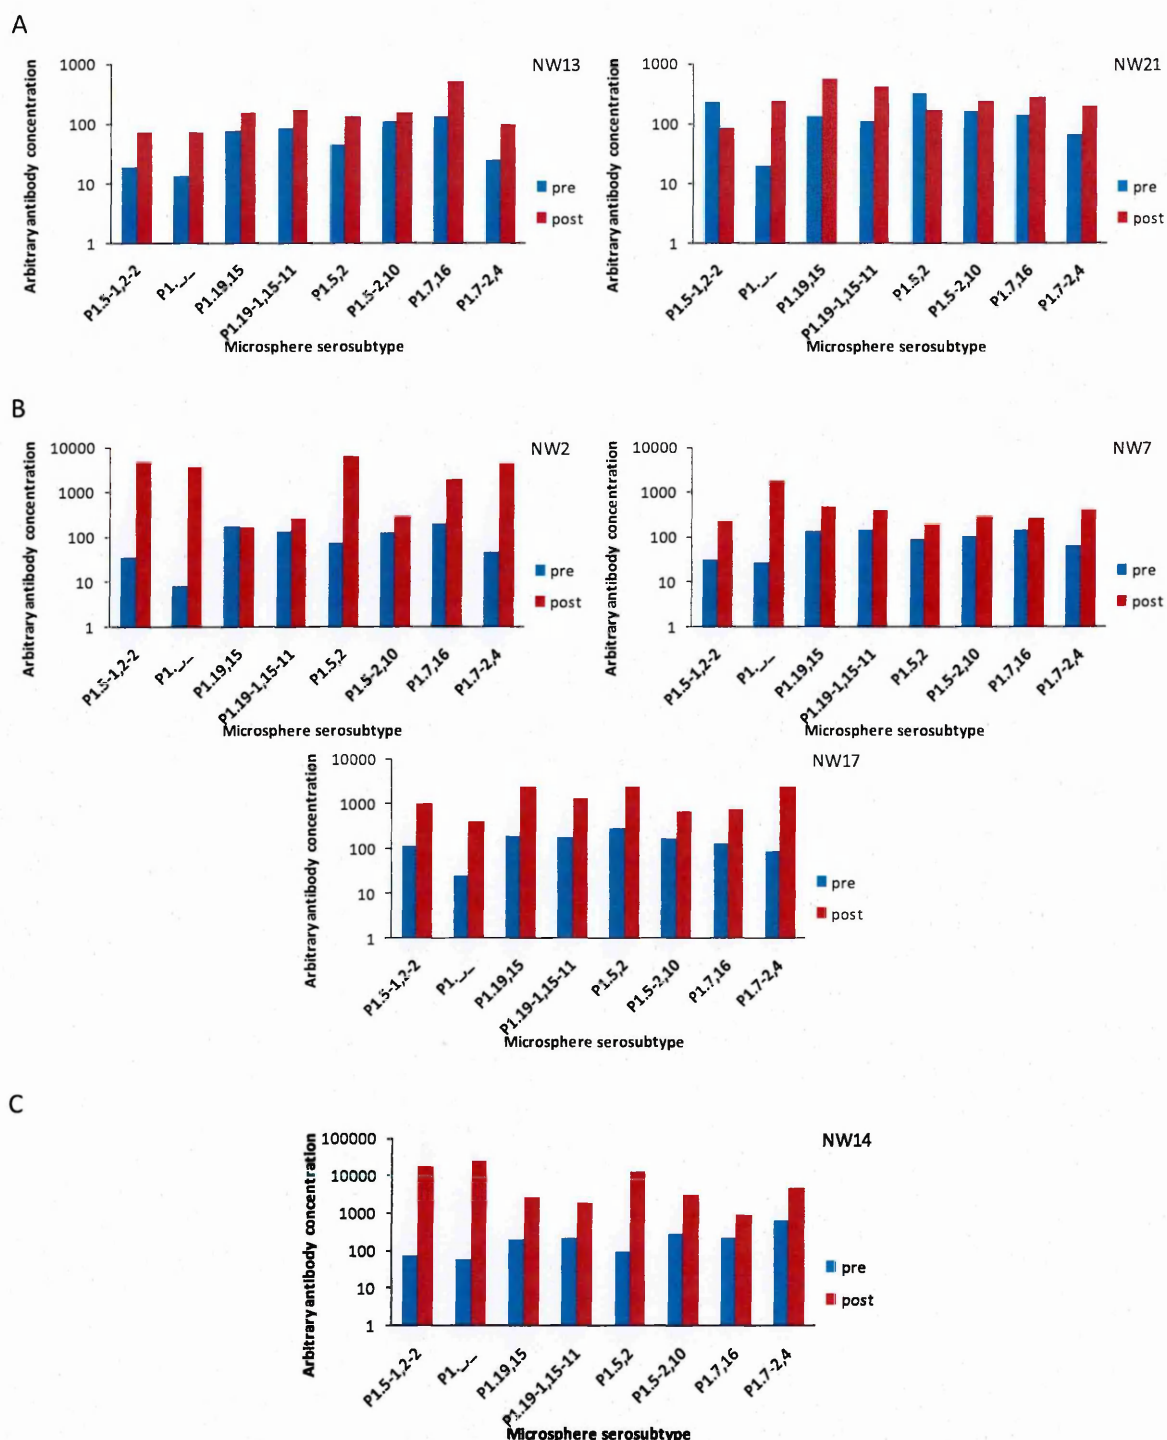 A
NW13
Arbitrary antibody concentration
1000
100
10
1
pre
post
P1.5-1,2-2
P1.19,15
P1.19-1,15-11
P1.5,2
P1.5-2,10
P1.7,16
P1.7-2,4
Microsphere serosubtype
NW21
Arbitrary antibody concentration
1000
100
10
1
pre
post
P1.5-1,2-2
P1.19,15
P1.19-1,15-11
P1.5,2
P1.5-2,10
P1.7,16
P1.7-2,4
Microsphere serosubtype
B
NW2
Arbitrary antibody concentration
10000
1000
100
10
1
pre
post
P1.5-1,2-2
P1.19,15
P1.19-1,15-11
P1.5,2
P1.5-2,10
P1.7,16
P1.7-2,4
Microsphere serosubtype
NW7
Arbitrary antibody concentration
10000
1000
100
10
1
pre
post
P1.5-1,2-2
P1.19,15
P1.19-1,15-11
P1.5,2
P1.5-2,10
P1.7,16
P1.7-2,4
Microsphere serosubtype
NW17
Arbitrary antibody concentration
10000
1000
100
10
1
pre
post
P1.5-1,2-2
P1.19,15
P1.19-1,15-11
P1.5,2
P1.5-2,10
P1.7,16
P1.7-2,4
Microsphere serosubtype
C
NW14
Arbitrary antibody concentration
100000
10000
1000
100
10
1
pre
post
P1.5-1,2-2
P1.19,15
P1.19-1,15-11
P1.5,2
P1.5-2,10
P1.7,16
P1.7-2,4
Microsphere serosubtype